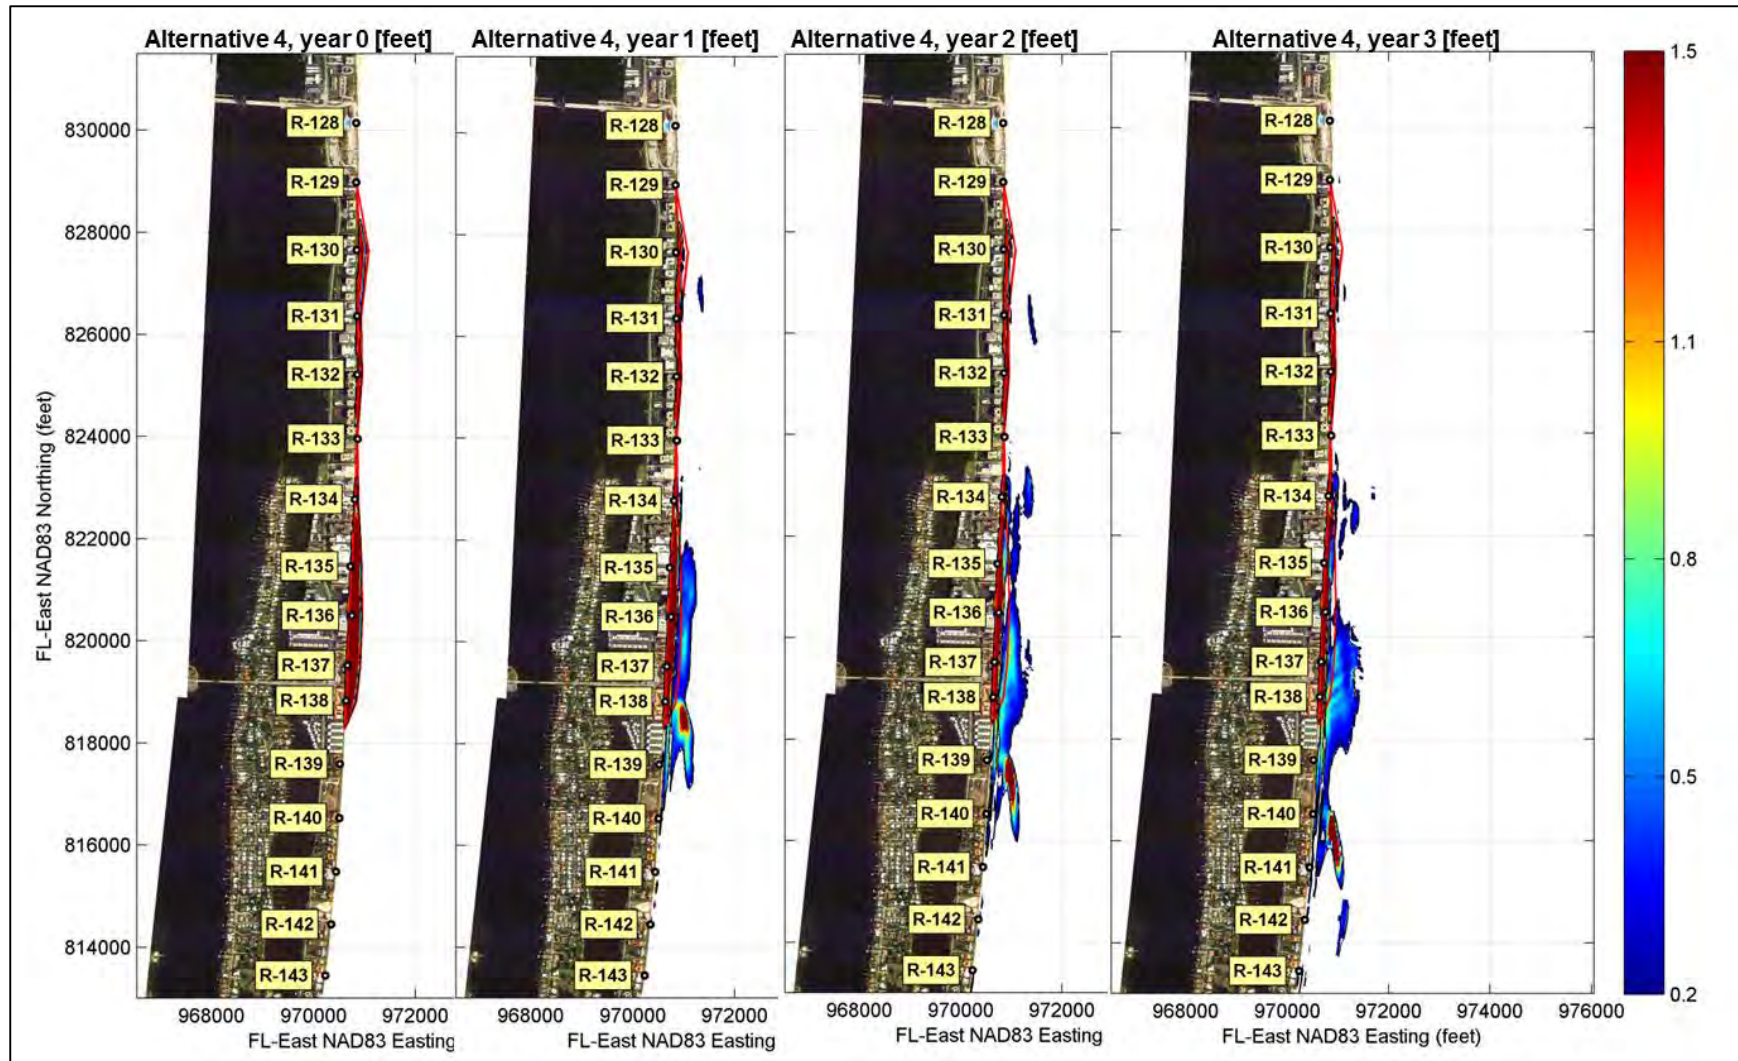 Alternative 4, year 0 [feet]
Alternative 4, year 1 [feet]
Alternative 4, year 2 [feet]
Alternative 4, year 3 [feet]
FL-East NAD83 Northing (feet)
830000
828000
826000
824000
822000
820000
818000
816000
814000
R-128
R-129
R-130
R-131
R-132
R-133
R-134
R-135
R-136
R-137
R-138
R-139
R-140
R-141
R-142
R-143
968000 970000 972000
FL-East NAD83 Easting
R-128
R-129
R-130
R-131
R-132
R-133
R-134
R-135
R-136
R-137
R-138
R-139
R-140
R-141
R-142
R-143
968000 970000 972000
FL-East NAD83 Easting
R-128
R-129
R-130
R-131
R-132
R-133
R-134
R-135
R-136
R-137
R-138
R-139
R-140
R-141
R-142
R-143
968000 970000 972000
FL-East NAD83 Easting
R-128
R-129
R-130
R-131
R-132
R-133
R-134
R-135
R-136
R-137
R-138
R-139
R-140
R-141
R-142
R-143
968000 970000 972000 974000 976000
FL-East NAD83 Easting (feet)
1.5
1.1
0.8
0.5
0.2